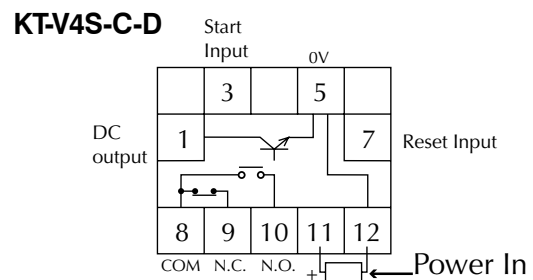 KT-V4S-C-D
Start
Input
0V
3 5
DC
output
1 7
Reset Input
8 9 10 11 12
COM N.C. N.O. +
Power In